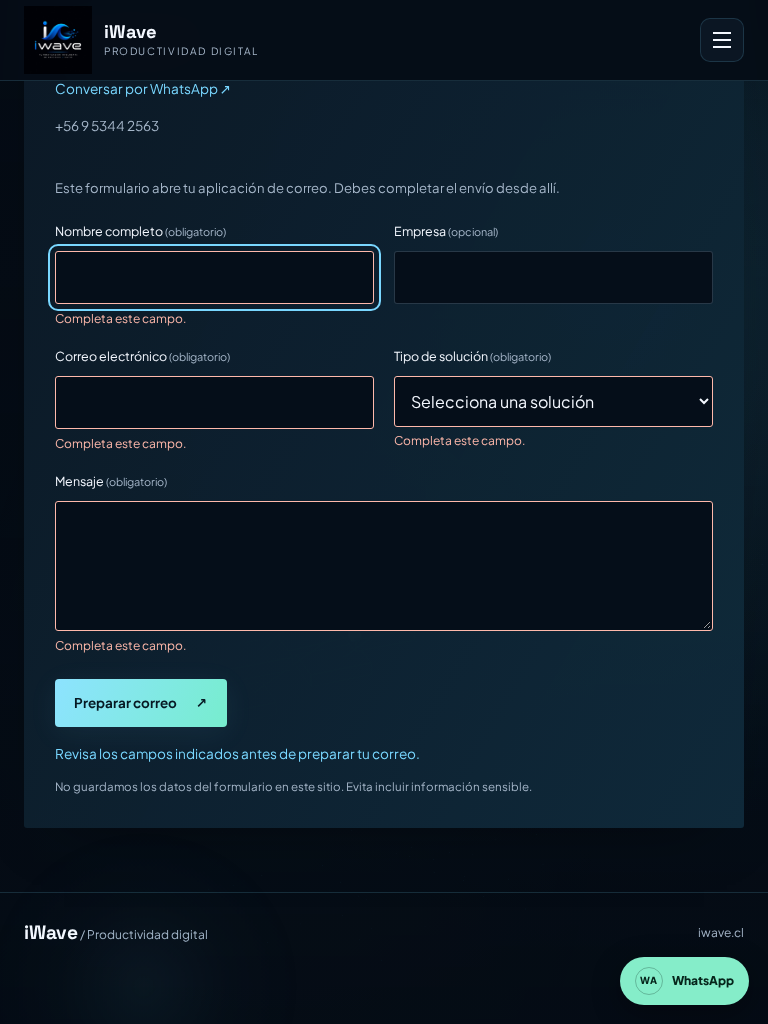 iwave
iWave
PRODUCTIVIDAD DIGITAL
Conversar por WhatsApp ↗
+56 9 5344 2563
Este formulario abre tu aplicación de correo. Debes completar el envío desde allí.
Nombre completo (obligatorio)
Empresa (opcional)
Completa este campo.
Correo electrónico (obligatorio)
Tipo de solución (obligatorio)
Selecciona una solución
Completa este campo.
Completa este campo.
Mensaje (obligatorio)
Completa este campo.
Preparar correo ↗
Revisa los campos indicados antes de preparar tu correo.
No guardamos los datos del formulario en este sitio. Evita incluir información sensible.
iWave / Productividad digital
iwave.cl
WA WhatsApp